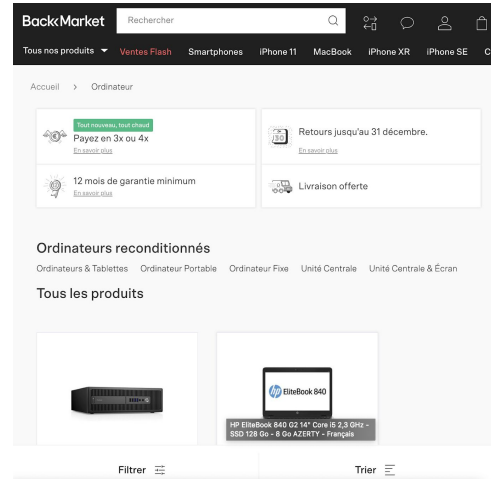 BackMarket
Rechercher
Tous nos produits
Ventes Flash
Smartphones
iPhone 11
MacBook
iPhone XR
iPhone SE
C
Accueil > Ordinateur
Tout nouveau, tout chaud
Payez en 3x ou 4x
En savoir plus
30
Retours jusqu'au 31 décembre.
En savoir plus
12 mois de garantie minimum
En savoir plus
Livraison offerte
Ordinateurs reconditionnés
Ordinateurs & Tablettes
Ordinateur Portable
Ordinateur Fixe
Unité Centrale
Unité Centrale & Écran
Tous les produits
hp EliteBook 840
HP EliteBook 840 G2 14" Core i5 2,3 GHz -
SSD 128 Go - 8 Go AZERTY - Français
Filtrer
Trier